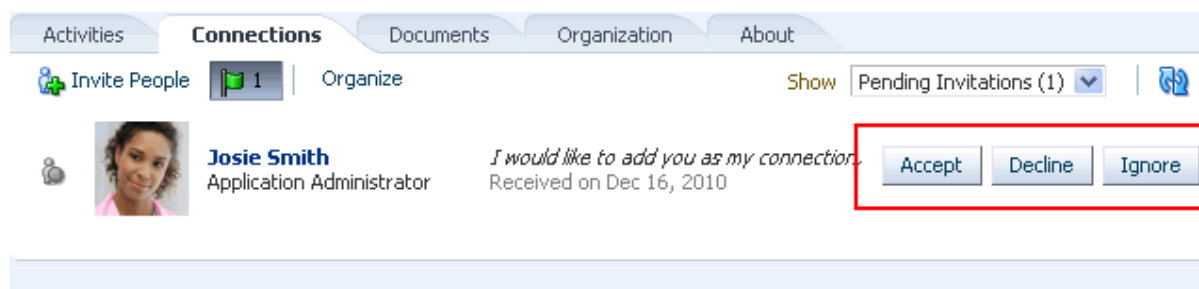 Activities Connections Documents Organization About
Invite People 1 Organize Show Pending Invitations (1)
Josie Smith I would like to add you as my connection. Accept Decline Ignore
Application Administrator Received on Dec 16, 2010